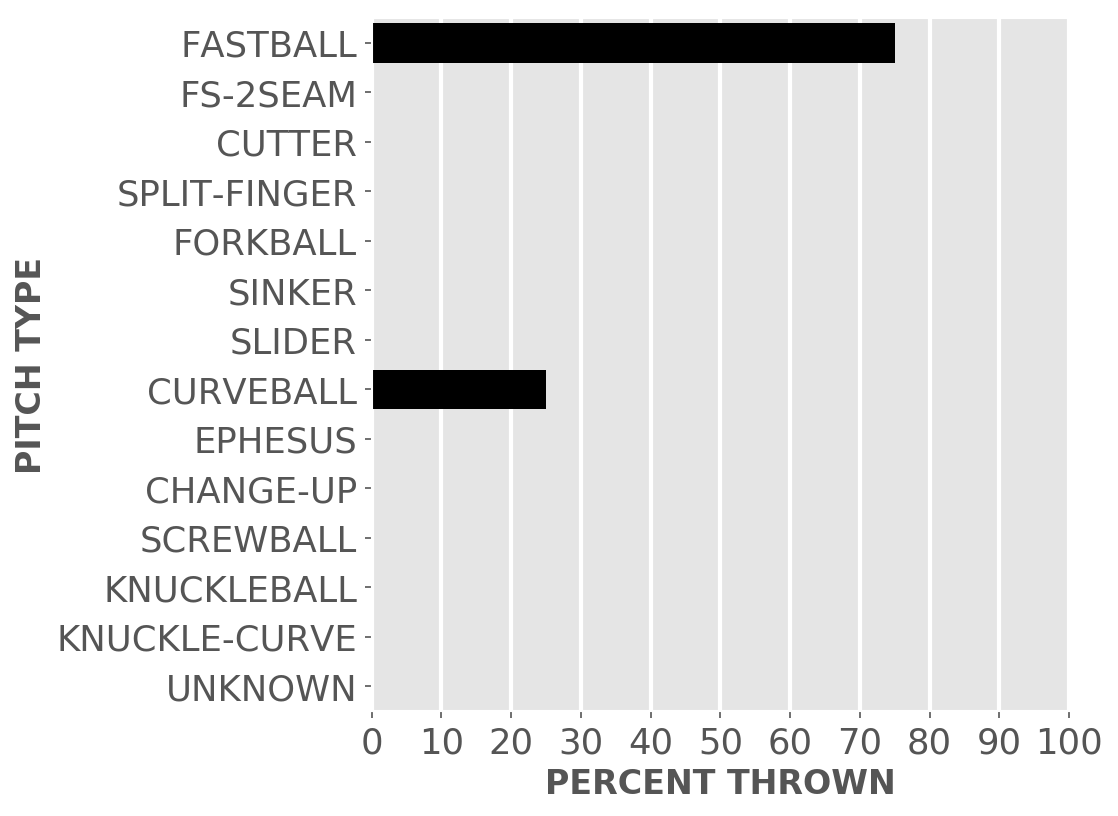 FASTBALL
FS-2SEAM
CUTTER
SPLIT-FINGER
FORKBALL
SINKER
SLIDER
CURVEBALL
EPHESUS
CHANGE-UP
SCREWBALL
KNUCKLEBALL
KNUCKLE-CURVE
UNKNOWN
PITCH TYPE
0 10 20 30 40 50 60 70 80 90 100
PERCENT THROWN